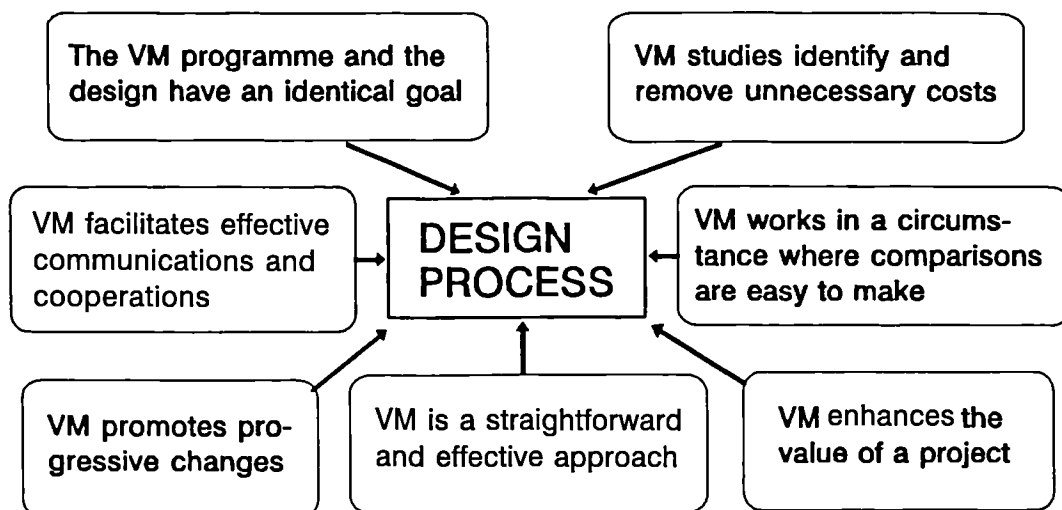 The VM programme and the
design have an identical goal
VM studies identify and
remove unnecessary costs
VM facilitates effective
communications and
cooperations
DESIGN
PROCESS
VM works in a circums-
tance where comparisons
are easy to make
VM promotes pro-
gressive changes
VM is a straightforward
and effective approach
VM enhances the
value of a project